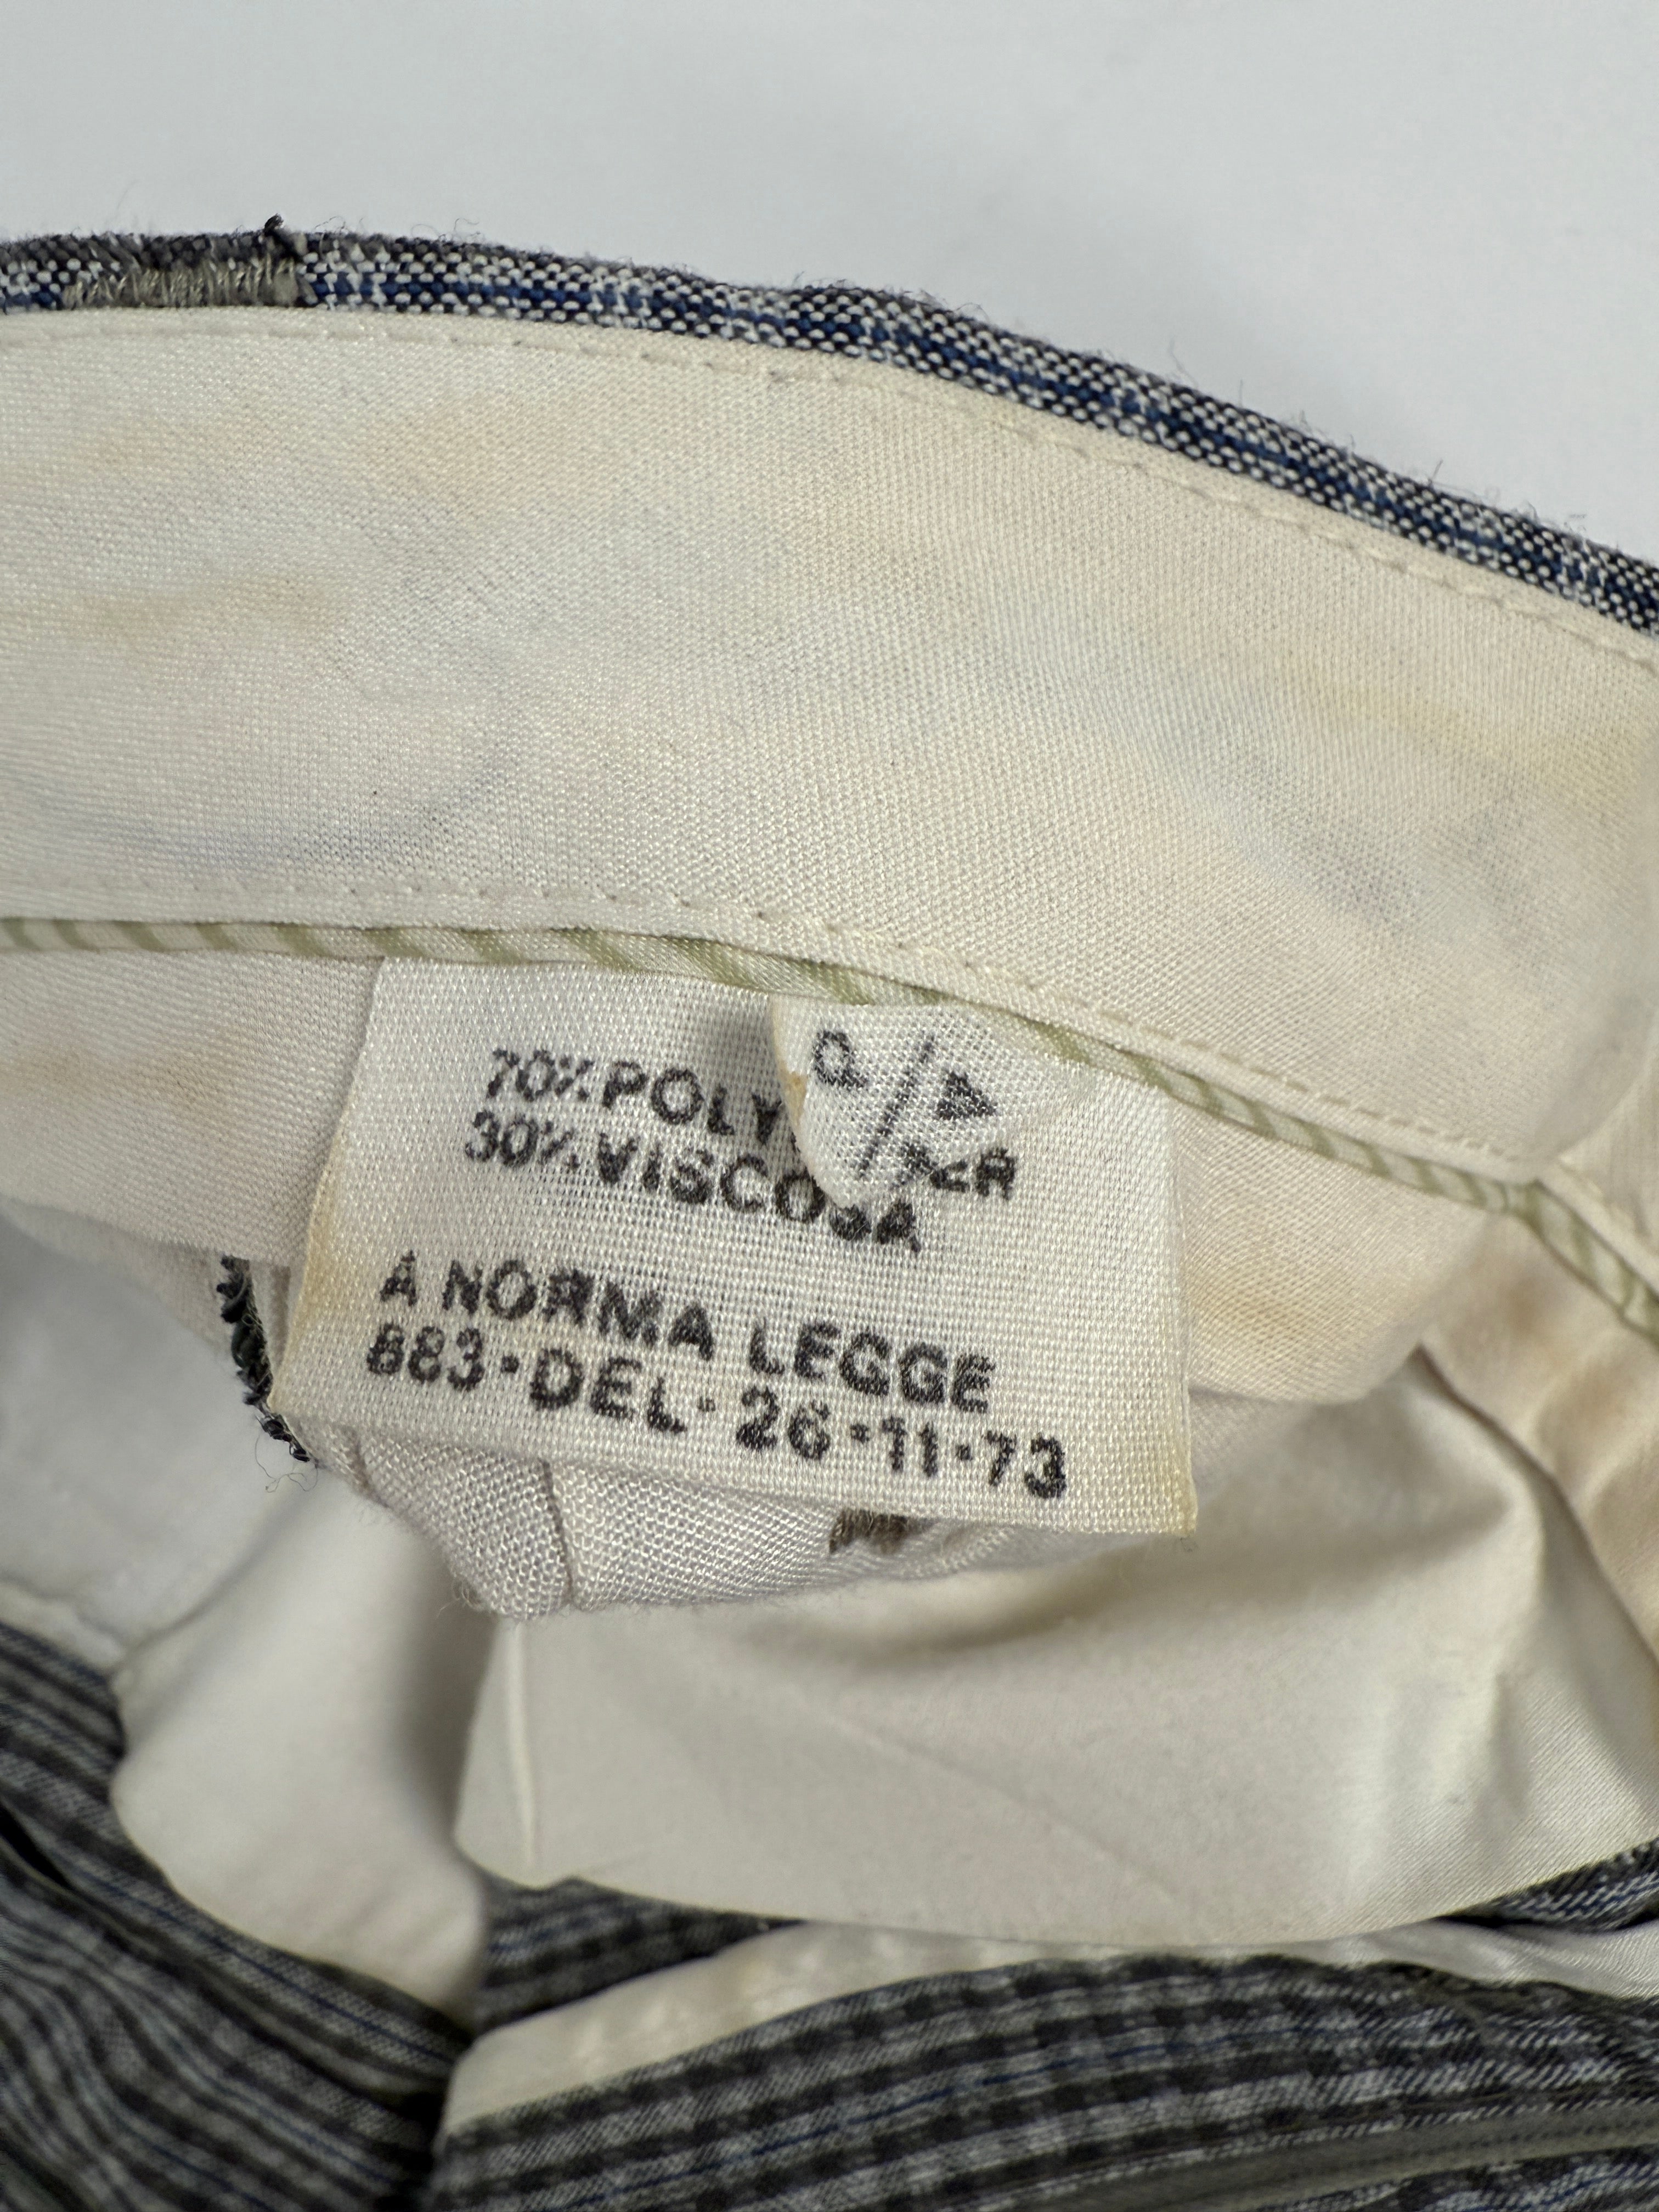 70% POLY
30% VISCOSA
A NORMA LEGGE
883·DEL·26·11·73